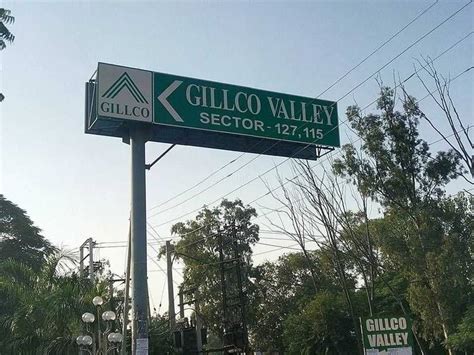 GILLCO
GILLCO VALLEY
SECTOR - 127,115
GILLCO
VALLEY